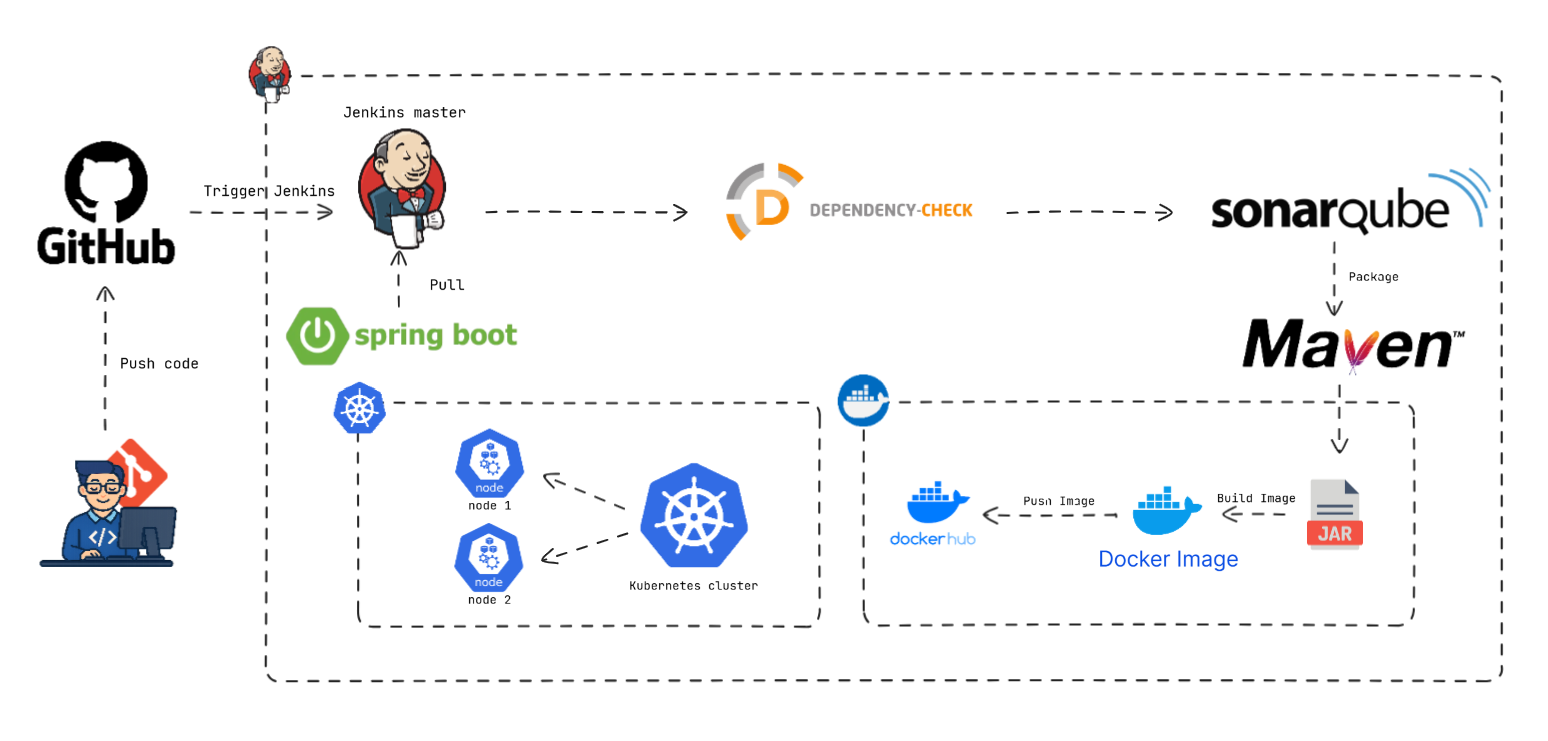 Jenkins master
GitHub
Trigger Jenkins
D
DEPENDENCY-CHECK
sonarqube
Pull
Package
spring boot
Maven™
Push code
</>
node
node 1
node
node 2
Kubernetes cluster
docker hub
Push Image
Docker Image
Build Image
JAR